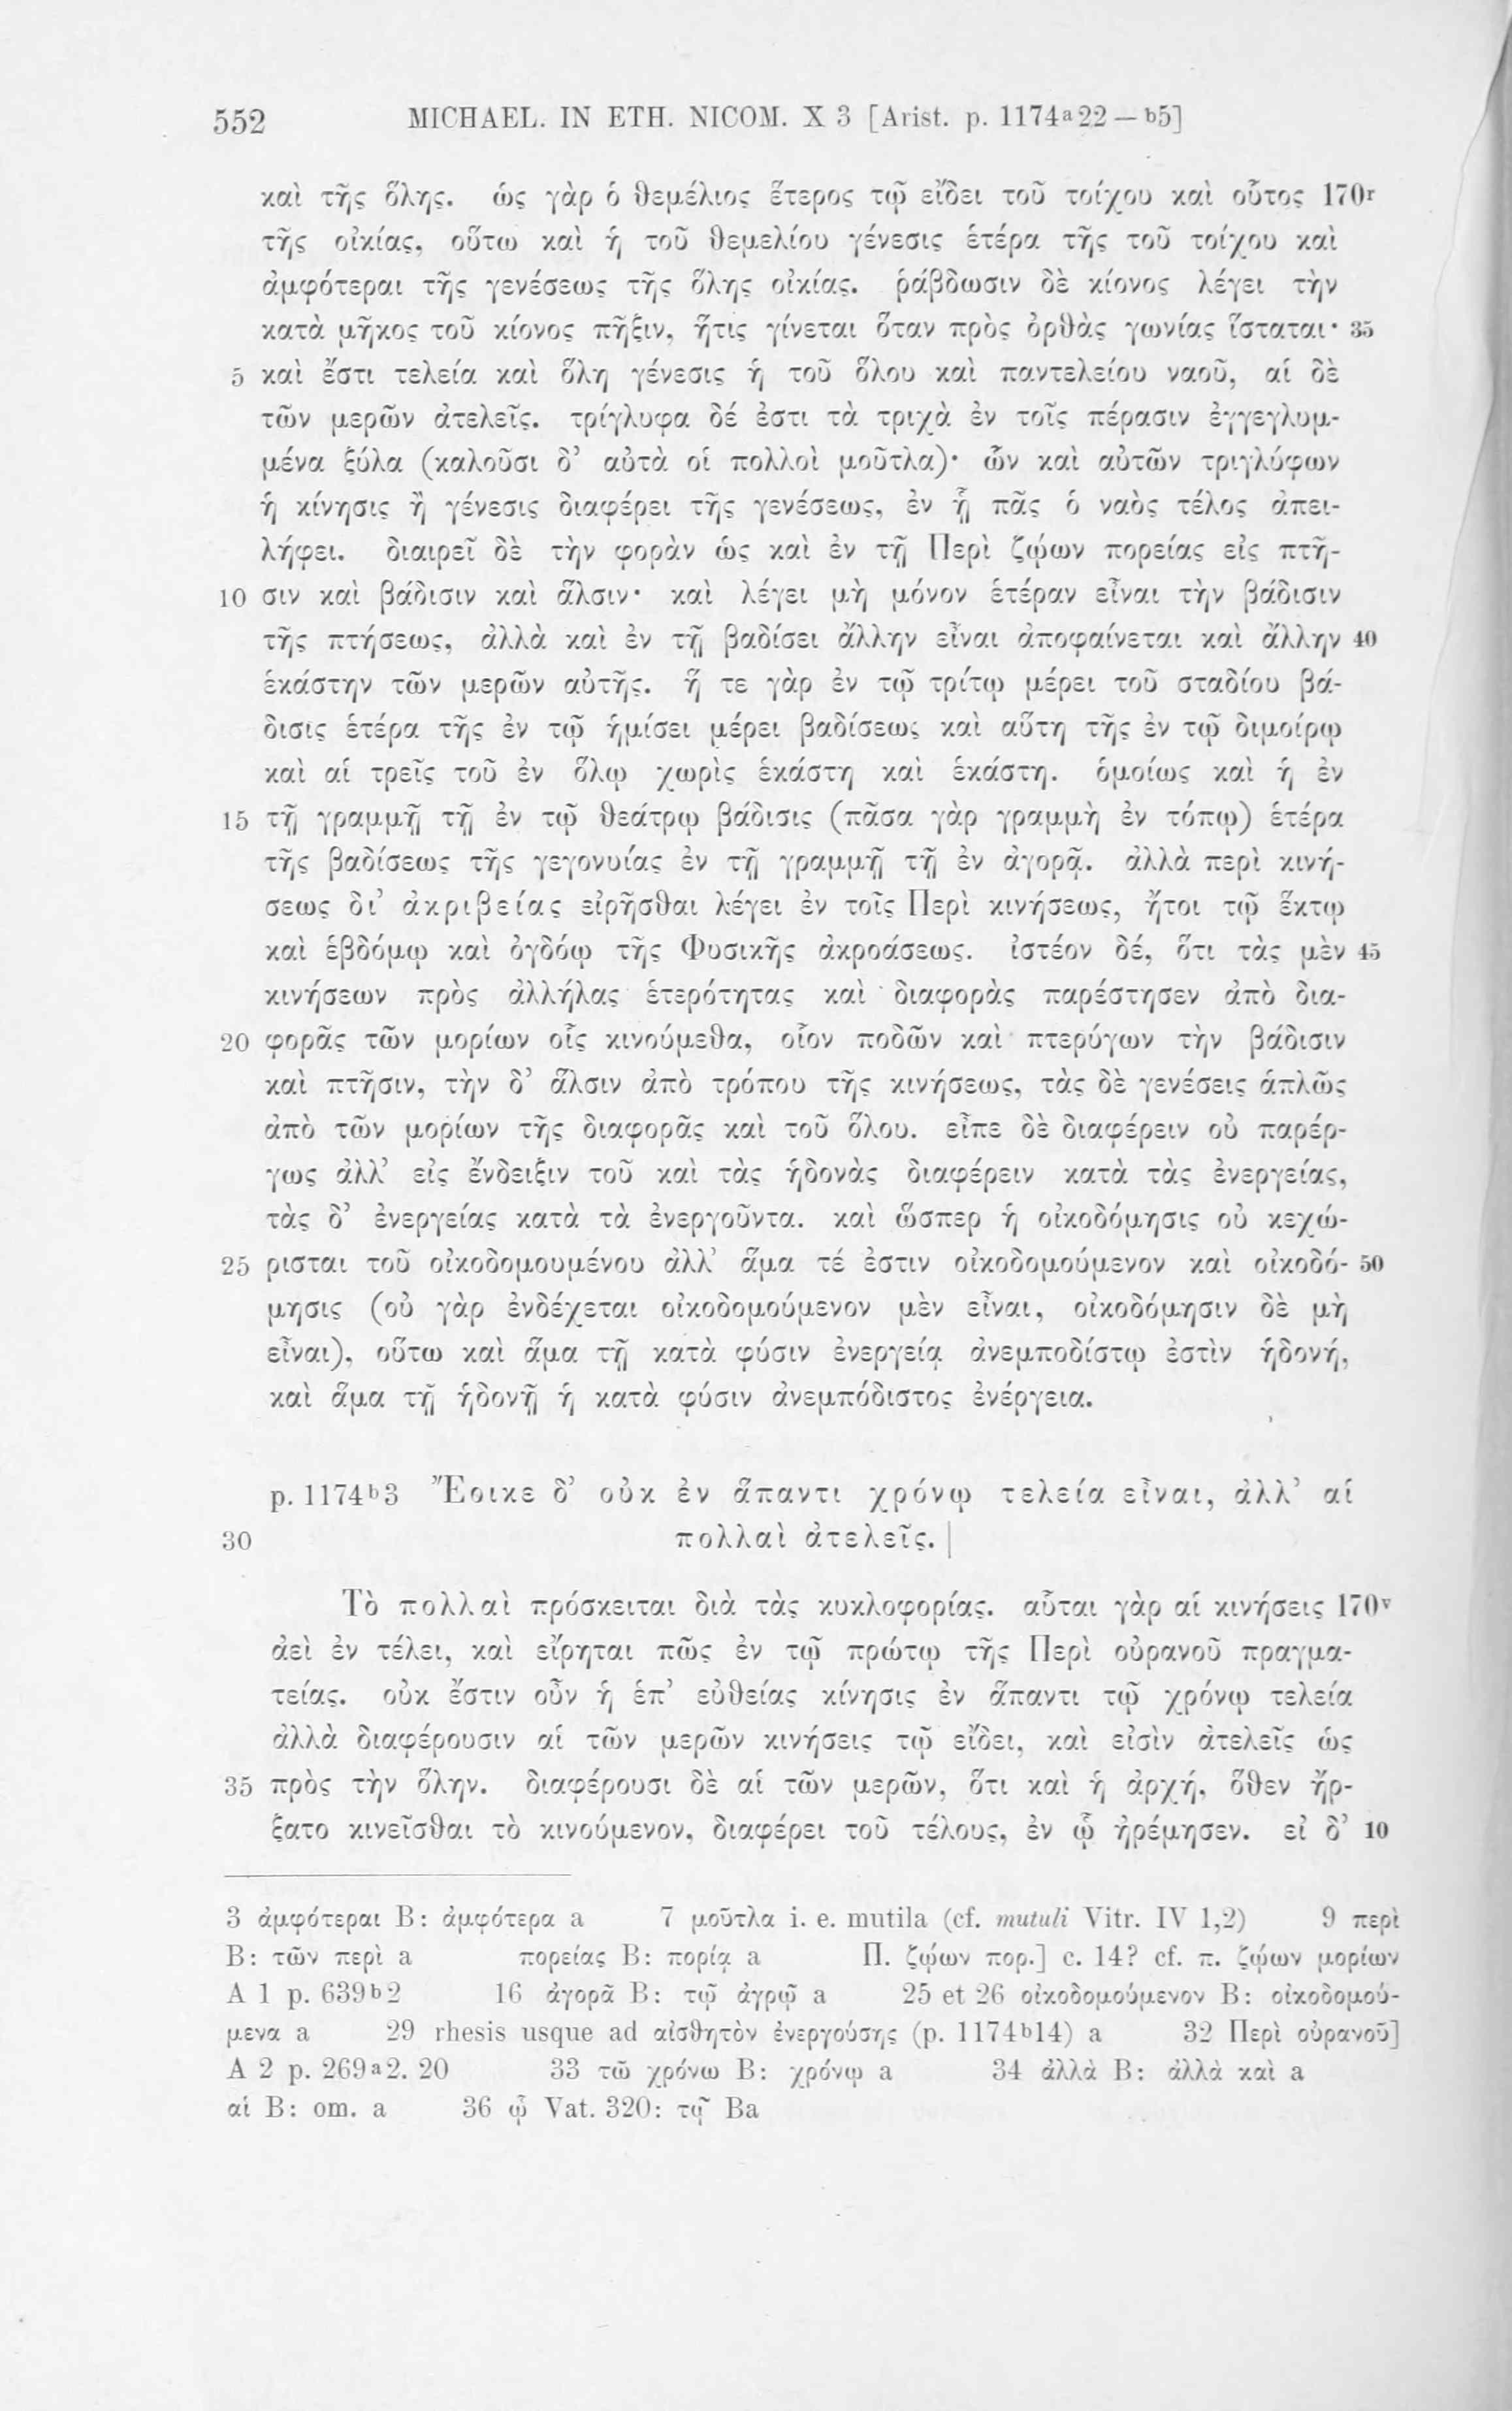 552 MICHAEL. IN ETH. NICOM. X 3 [Arist. p. 1174ª22 — ᵇ5]
καὶ τῆς ὅλης. ὡς γὰρ ὁ θεμέλιος ἕτερος τῷ εἴδει τοῦ τοίχου καὶ οὗτος 170ʳ
τῆς οἰκίας, οὕτω καὶ ἡ τοῦ θεμελίου γένεσις ἑτέρα τῆς τοῦ τοίχου καὶ
ἀμφότεραι τῆς γενέσεως τῆς ὅλης οἰκίας. ῥάβδωσιν δὲ κίονος λέγει τὴν
κατὰ μῆκος τοῦ κίονος πῆξιν, ἥτις γίνεται ὅταν πρὸς ὀρθὰς γωνίας ἵσταται· 35
5 καὶ ἔστι τελεία καὶ ὅλη γένεσις ἡ τοῦ ὅλου καὶ παντελείου ναοῦ, αἱ δὲ
τῶν μερῶν ἀτελεῖς. τρίγλυφα δέ ἐστι τὰ τριχὰ ἐν τοῖς πέρασιν ἐγγεγλυμ-
μένα ξύλα (καλοῦσι δ’ αὐτὰ οἱ πολλοὶ μοῦτλα)· ὧν καὶ αὐτῶν τριγλύφων
ἡ κίνησις ἢ γένεσις διαφέρει τῆς γενέσεως, ἐν ᾗ πᾶς ὁ ναὸς τέλος ἀπει-
λήφει. διαιρεῖ δὲ τὴν φορὰν ὡς καὶ ἐν τῇ Περὶ ζῴων πορείας εἰς πτῆ-
10 σιν καὶ βάδισιν καὶ ἅλσιν· καὶ λέγει μὴ μόνον ἑτέραν εἶναι τὴν βάδισιν
τῆς πτήσεως, ἀλλὰ καὶ ἐν τῇ βαδίσει ἄλλην εἶναι ἀποφαίνεται καὶ ἄλλην 40
ἑκάστην τῶν μερῶν αὐτῆς. ἥ τε γὰρ ἐν τῷ τρίτῳ μέρει τοῦ σταδίου βά-
δισις ἑτέρα τῆς ἐν τῷ ἡμίσει μέρει βαδίσεως καὶ αὕτη τῆς ἐν τῷ διμοίρῳ
καὶ αἱ τρεῖς τοῦ ἐν ὅλῳ χωρὶς ἑκάστη καὶ ἑκάστη. ὁμοίως καὶ ἡ ἐν
15 τῇ γραμμῇ τῇ ἐν τῷ θεάτρῳ βάδισις (πᾶσα γὰρ γραμμὴ ἐν τόπῳ) ἑτέρα
τῆς βαδίσεως τῆς γεγονυίας ἐν τῇ γραμμῇ τῇ ἐν ἀγορᾷ. ἀλλὰ περὶ κινή-
σεως δι’ ἀκριβείας εἰρῆσθαι λέγει ἐν τοῖς Περὶ κινήσεως, ἤτοι τῷ ἕκτῳ
καὶ ἑβδόμῳ καὶ ὀγδόῳ τῆς Φυσικῆς ἀκροάσεως. ἰστέον δέ, ὅτι τὰς μὲν 45
κινήσεων πρὸς ἀλλήλας ἑτερότητας καὶ διαφορὰς παρέστησεν ἀπὸ δια-
20 φορᾶς τῶν μορίων οἷς κινούμεθα, οἷον ποδῶν καὶ πτερύγων τὴν βάδισιν
καὶ πτῆσιν, τὴν δ’ ἅλσιν ἀπὸ τρόπου τῆς κινήσεως, τὰς δὲ γενέσεις ἁπλῶς
ἀπὸ τῶν μορίων τῆς διαφορᾶς καὶ τοῦ ὅλου. εἶπε δὲ διαφέρειν οὐ παρέρ-
γως ἀλλ’ εἰς ἔνδειξιν τοῦ καὶ τὰς ἡδονὰς διαφέρειν κατὰ τὰς ἐνεργείας,
τὰς δ’ ἐνεργείας κατὰ τὰ ἐνεργοῦντα. καὶ ὥσπερ ἡ οἰκοδόμησις οὐ κεχώ-
25 ρισται τοῦ οἰκοδομουμένου ἀλλ’ ἅμα τέ ἐστιν οἰκοδομούμενον καὶ οἰκοδό- 50
μησις (οὐ γὰρ ἐνδέχεται οἰκοδομούμενον μὲν εἶναι, οἰκοδόμησιν δὲ μὴ
εἶναι), οὕτω καὶ ἅμα τῇ κατὰ φύσιν ἐνεργείᾳ ἀνεμποδίστῳ ἐστὶν ἡδονή,
καὶ ἅμα τῇ ἡδονῇ ἡ κατὰ φύσιν ἀνεμπόδιστος ἐνέργεια.
p. 1174ᵇ3 Ἔοικε δ’ οὐκ ἐν ἅπαντι χρόνῳ τελεία εἶναι, ἀλλ’ αἱ
30 πολλαὶ ἀτελεῖς. |
Τὸ πολλαὶ πρόσκειται διὰ τὰς κυκλοφορίας. αὗται γὰρ αἱ κινήσεις 170ᵛ
ἀεὶ ἐν τέλει, καὶ εἴρηται πῶς ἐν τῷ πρώτῳ τῆς Περὶ οὐρανοῦ πραγμα-
τείας. οὐκ ἔστιν οὖν ἡ ἐπ’ εὐθείας κίνησις ἐν ἅπαντι τῷ χρόνῳ τελεία
ἀλλὰ διαφέρουσιν αἱ τῶν μερῶν κινήσεις τῷ εἴδει, καὶ εἰσὶν ἀτελεῖς ὡς
35 πρὸς τὴν ὅλην. διαφέρουσι δὲ αἱ τῶν μερῶν, ὅτι καὶ ἡ ἀρχή, ὅθεν ἤρ-
ξατο κινεῖσθαι τὸ κινούμενον, διαφέρει τοῦ τέλους, ἐν ᾧ ἠρέμησεν. εἰ δ’ 10
3 ἀμφότεραι B: ἀμφότερα a 7 μοῦτλα i. e. mutila (cf. mutuli Vitr. IV 1,2) 9 περὶ
B: τῶν περὶ a πορείας B: πορίᾳ a Π. ζῴων πορ.] c. 14? cf. π. ζῴων μορίων
A 1 p. 639ᵇ2 16 ἀγορᾶ B: τῷ ἀγρῷ a 25 et 26 οἰκοδομούμενον B: οἰκοδομού-
μενα a 29 rhesis usque ad αἰσθητὸν ἐνεργούσης (p. 1174ᵇ14) a 32 Περὶ οὐρανοῦ]
A 2 p. 269ª2. 20 33 τῶ χρόνω B: χρόνῳ a 34 ἀλλὰ B: ἀλλὰ καὶ a
αἱ B: om. a 36 ᾧ Vat. 320: τῷ Ba